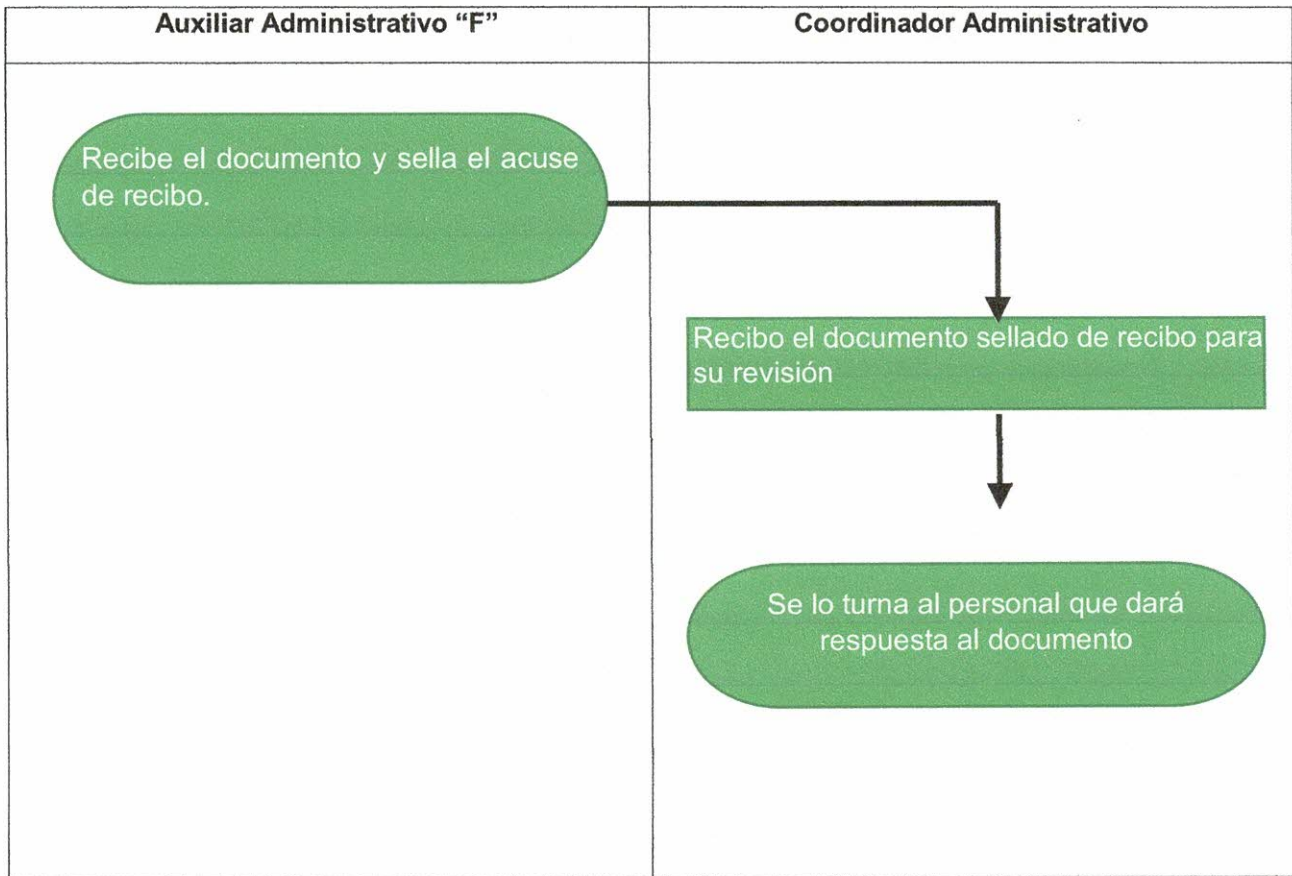 Auxiliar Administrativo “F”
Coordinador Administrativo
Recibe el documento y sella el acuse
de recibo.
Recibo el documento sellado de recibo para
su revisión
Se lo turna al personal que dará
respuesta al documento